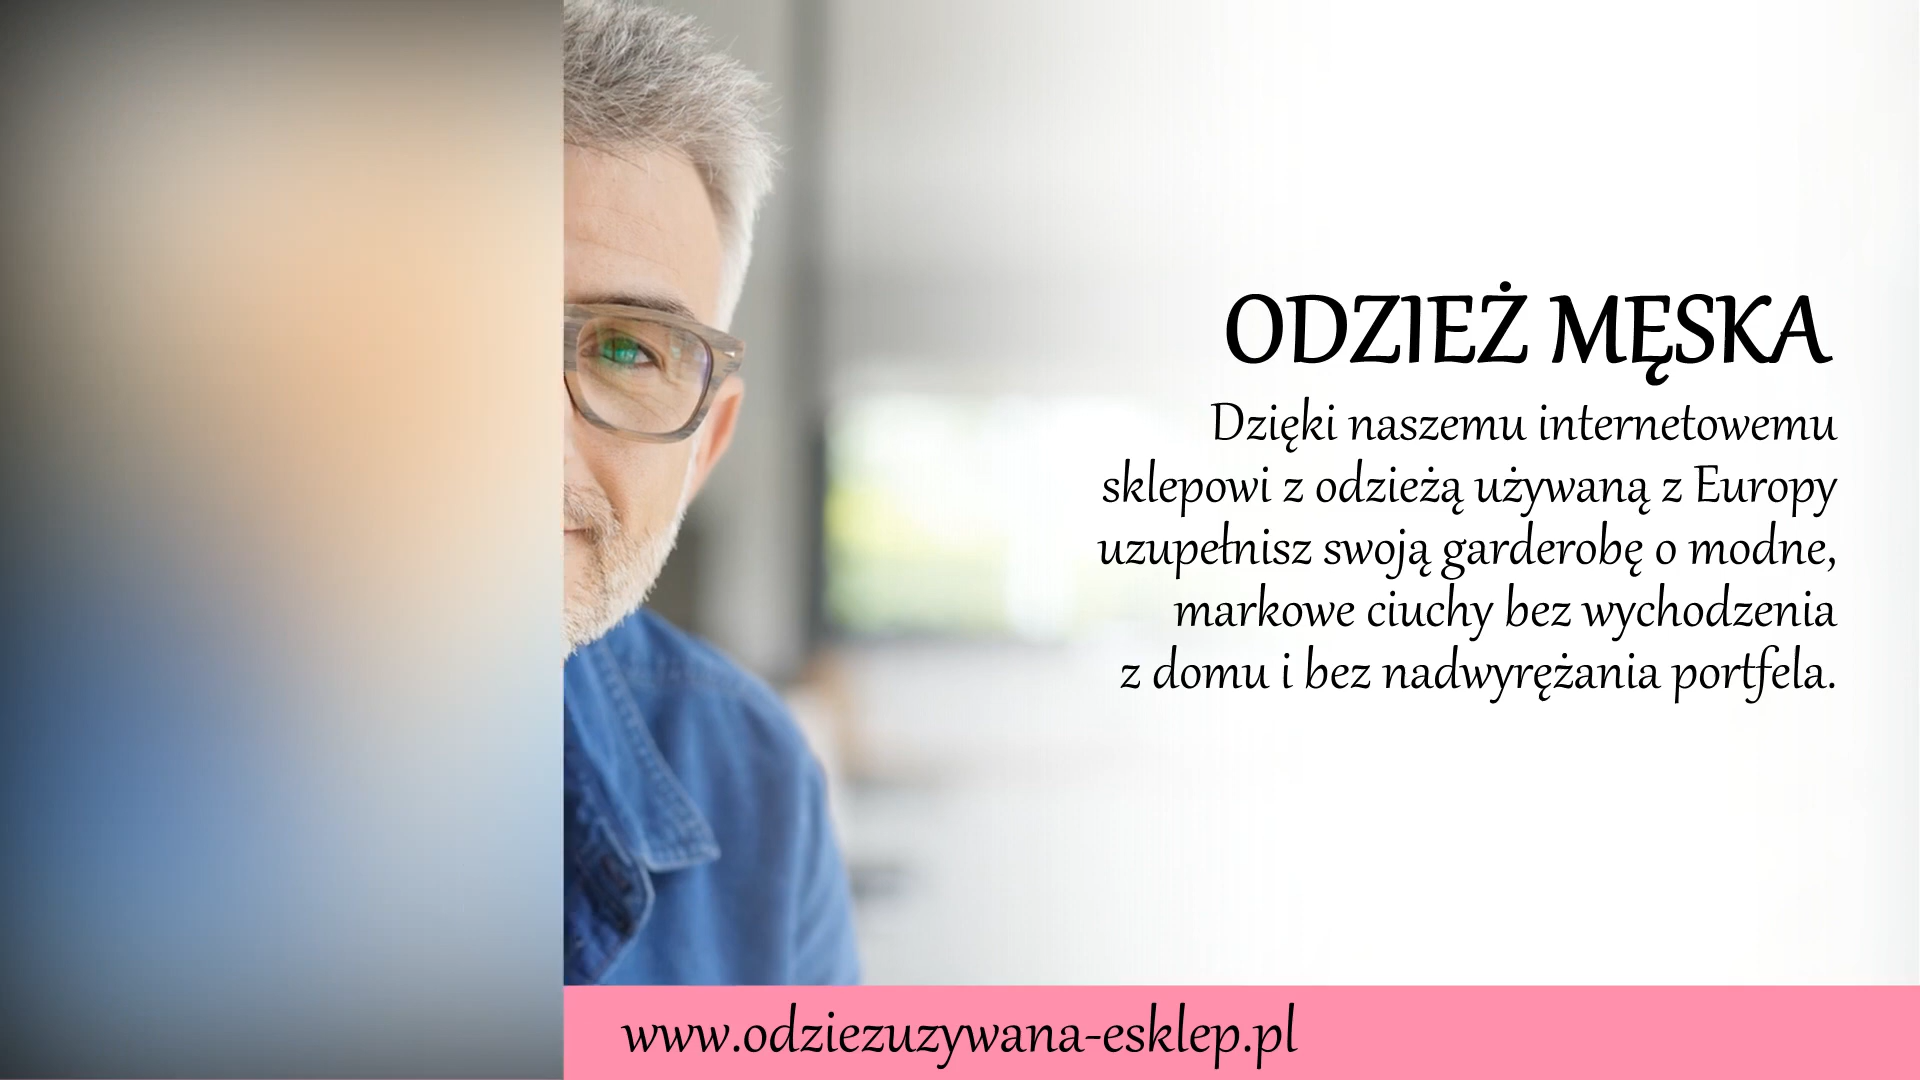 ODZIEŻ MĘSKA
Dzięki naszemu internetowemu
sklepowi z odzieżą używaną z Europy
uzupełnisz swoją garderobę o modne,
markowe ciuchy bez wychodzenia
z domu i bez nadwyrężania portfela.
www.odziezuzywana-esklep.pl